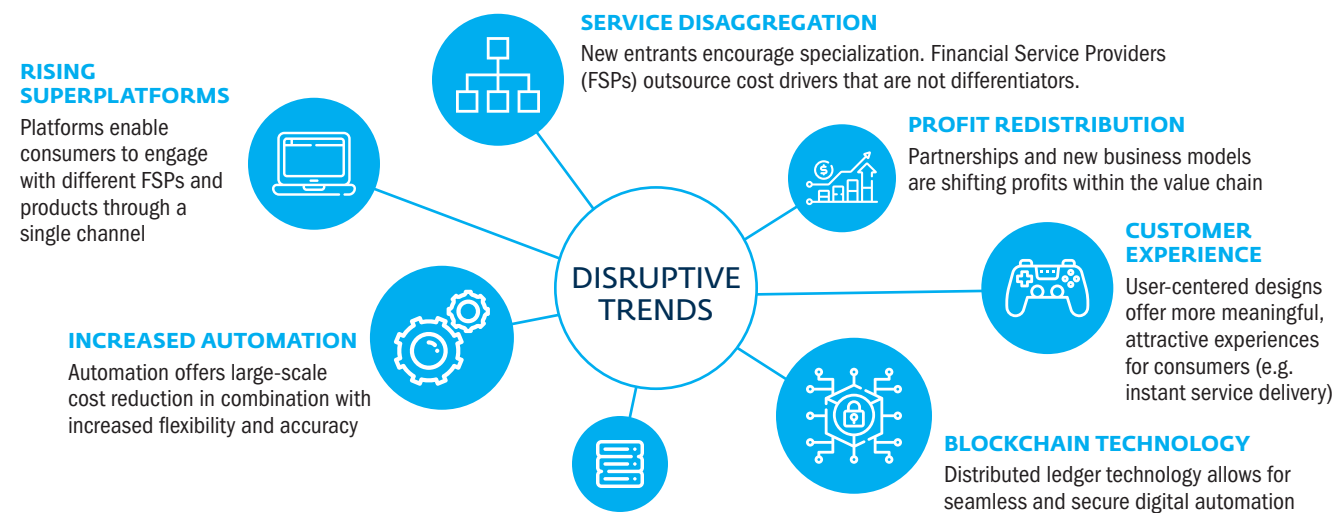 SERVICE DISAGGREGATION
New entrants encourage specialization. Financial Service Providers
(FSPs) outsource cost drivers that are not differentiators.
RISING
SUPERPLATFORMS
Platforms enable
consumers to engage
with different FSPs and
products through a
single channel
PROFIT REDISTRIBUTION
Partnerships and new business models
are shifting profits within the value chain
CUSTOMER
EXPERIENCE
User-centered designs
offer more meaningful,
attractive experiences
for consumers (e.g.
instant service delivery)
DISRUPTIVE
TRENDS
INCREASED AUTOMATION
Automation offers large-scale
cost reduction in combination with
increased flexibility and accuracy
BLOCKCHAIN TECHNOLOGY
Distributed ledger technology allows for
seamless and secure digital automation
$